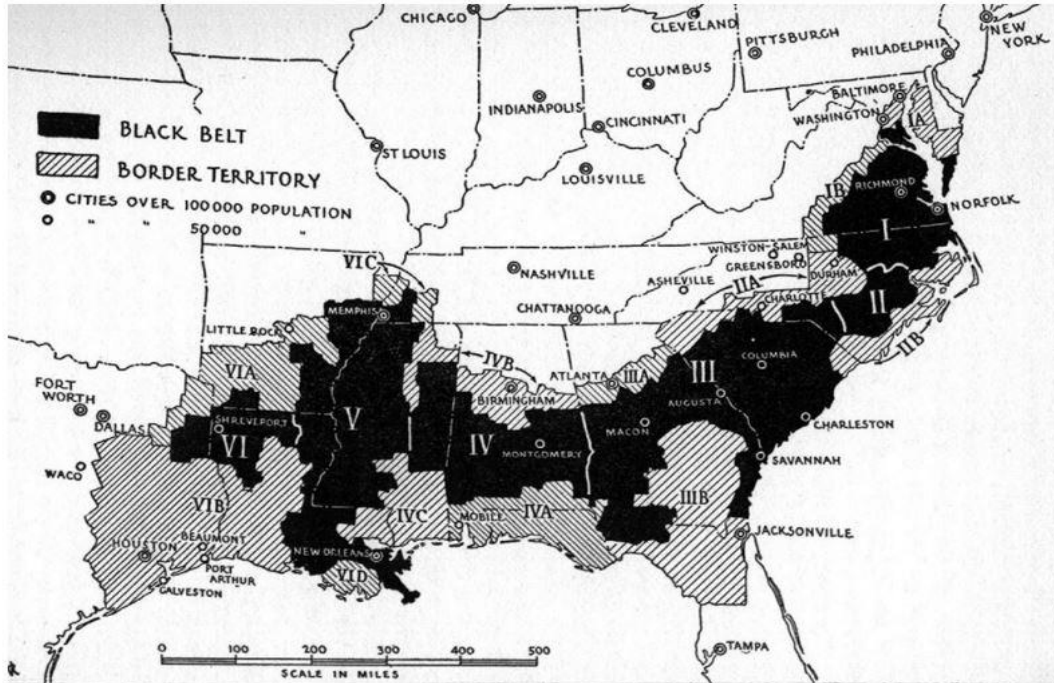 CHICAGO
CLEVELAND
PITTSBURGH
NEW YORK
PHILADELPHIA
COLUMBUS
INDIANAPOLIS
CINCINNATI
BALTIMORE
WASHINGTON
IA
BLACK BELT
ST LOUIS
BORDER TERRITORY
LOUISVILLE
IB
RICHMOND
CITIES OVER 100000 POPULATION
NORFOLK
" " 50000 "
I
WINSTON-SALEM
VIC
NASHVILLE
GREENSBORO
DURHAM
ASHEVILLE
IIA
CHARLOTTE
II
MEMPHIS
CHATTANOOGA
LITTLE ROCK
IIB
IVB
COLUMBIA
VIA
ATLANTA
IIIA
III
FORT WORTH
BIRMINGHAM
AUGUSTA
DALLAS
SHREVEPORT
V
CHARLESTON
MACON
VI
IV
MONTGOMERY
SAVANNAH
WACO
IIIB
VIB
IVC
MOBILE
IVA
JACKSONVILLE
BEAUMONT
HOUSTON
NEW ORLEANS
PORT ARTHUR
VID
GALVESTON
TAMPA
0 100 200 300 400 500
SCALE IN MILES